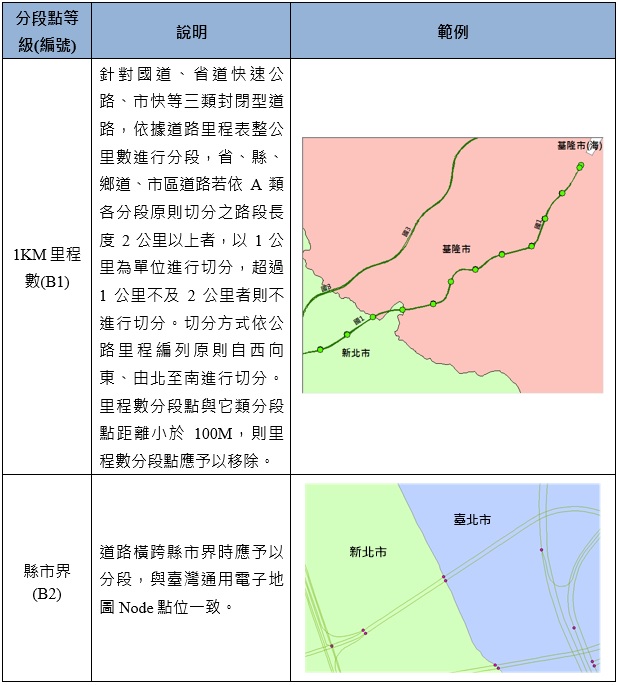 分段點等
級(編號)
說明
範例
1KM 里程
數(B1)
針對國道、省道快速公
路、市快等三類封閉型道
路，依據道路里程表整公
里數進行分段，省、縣、
鄉道、市區道路若依 A 類
各分段原則切分之路段長
度 2 公里以上者，以 1 公
里為單位進行切分，超過
1 公里不及 2 公里者則不
進行切分。切分方式依公
路里程編列原則自西向
東、由北至南進行切分。
里程數分段點與它類分段
點距離小於 100M，則里
程數分段點應予以移除。
基隆市(海)
國3
國1
基隆市
國3
國1
新北市
縣市界
(B2)
道路橫跨縣市界時應予以
分段，與臺灣通用電子地
圖 Node 點位一致。
臺北市
新北市